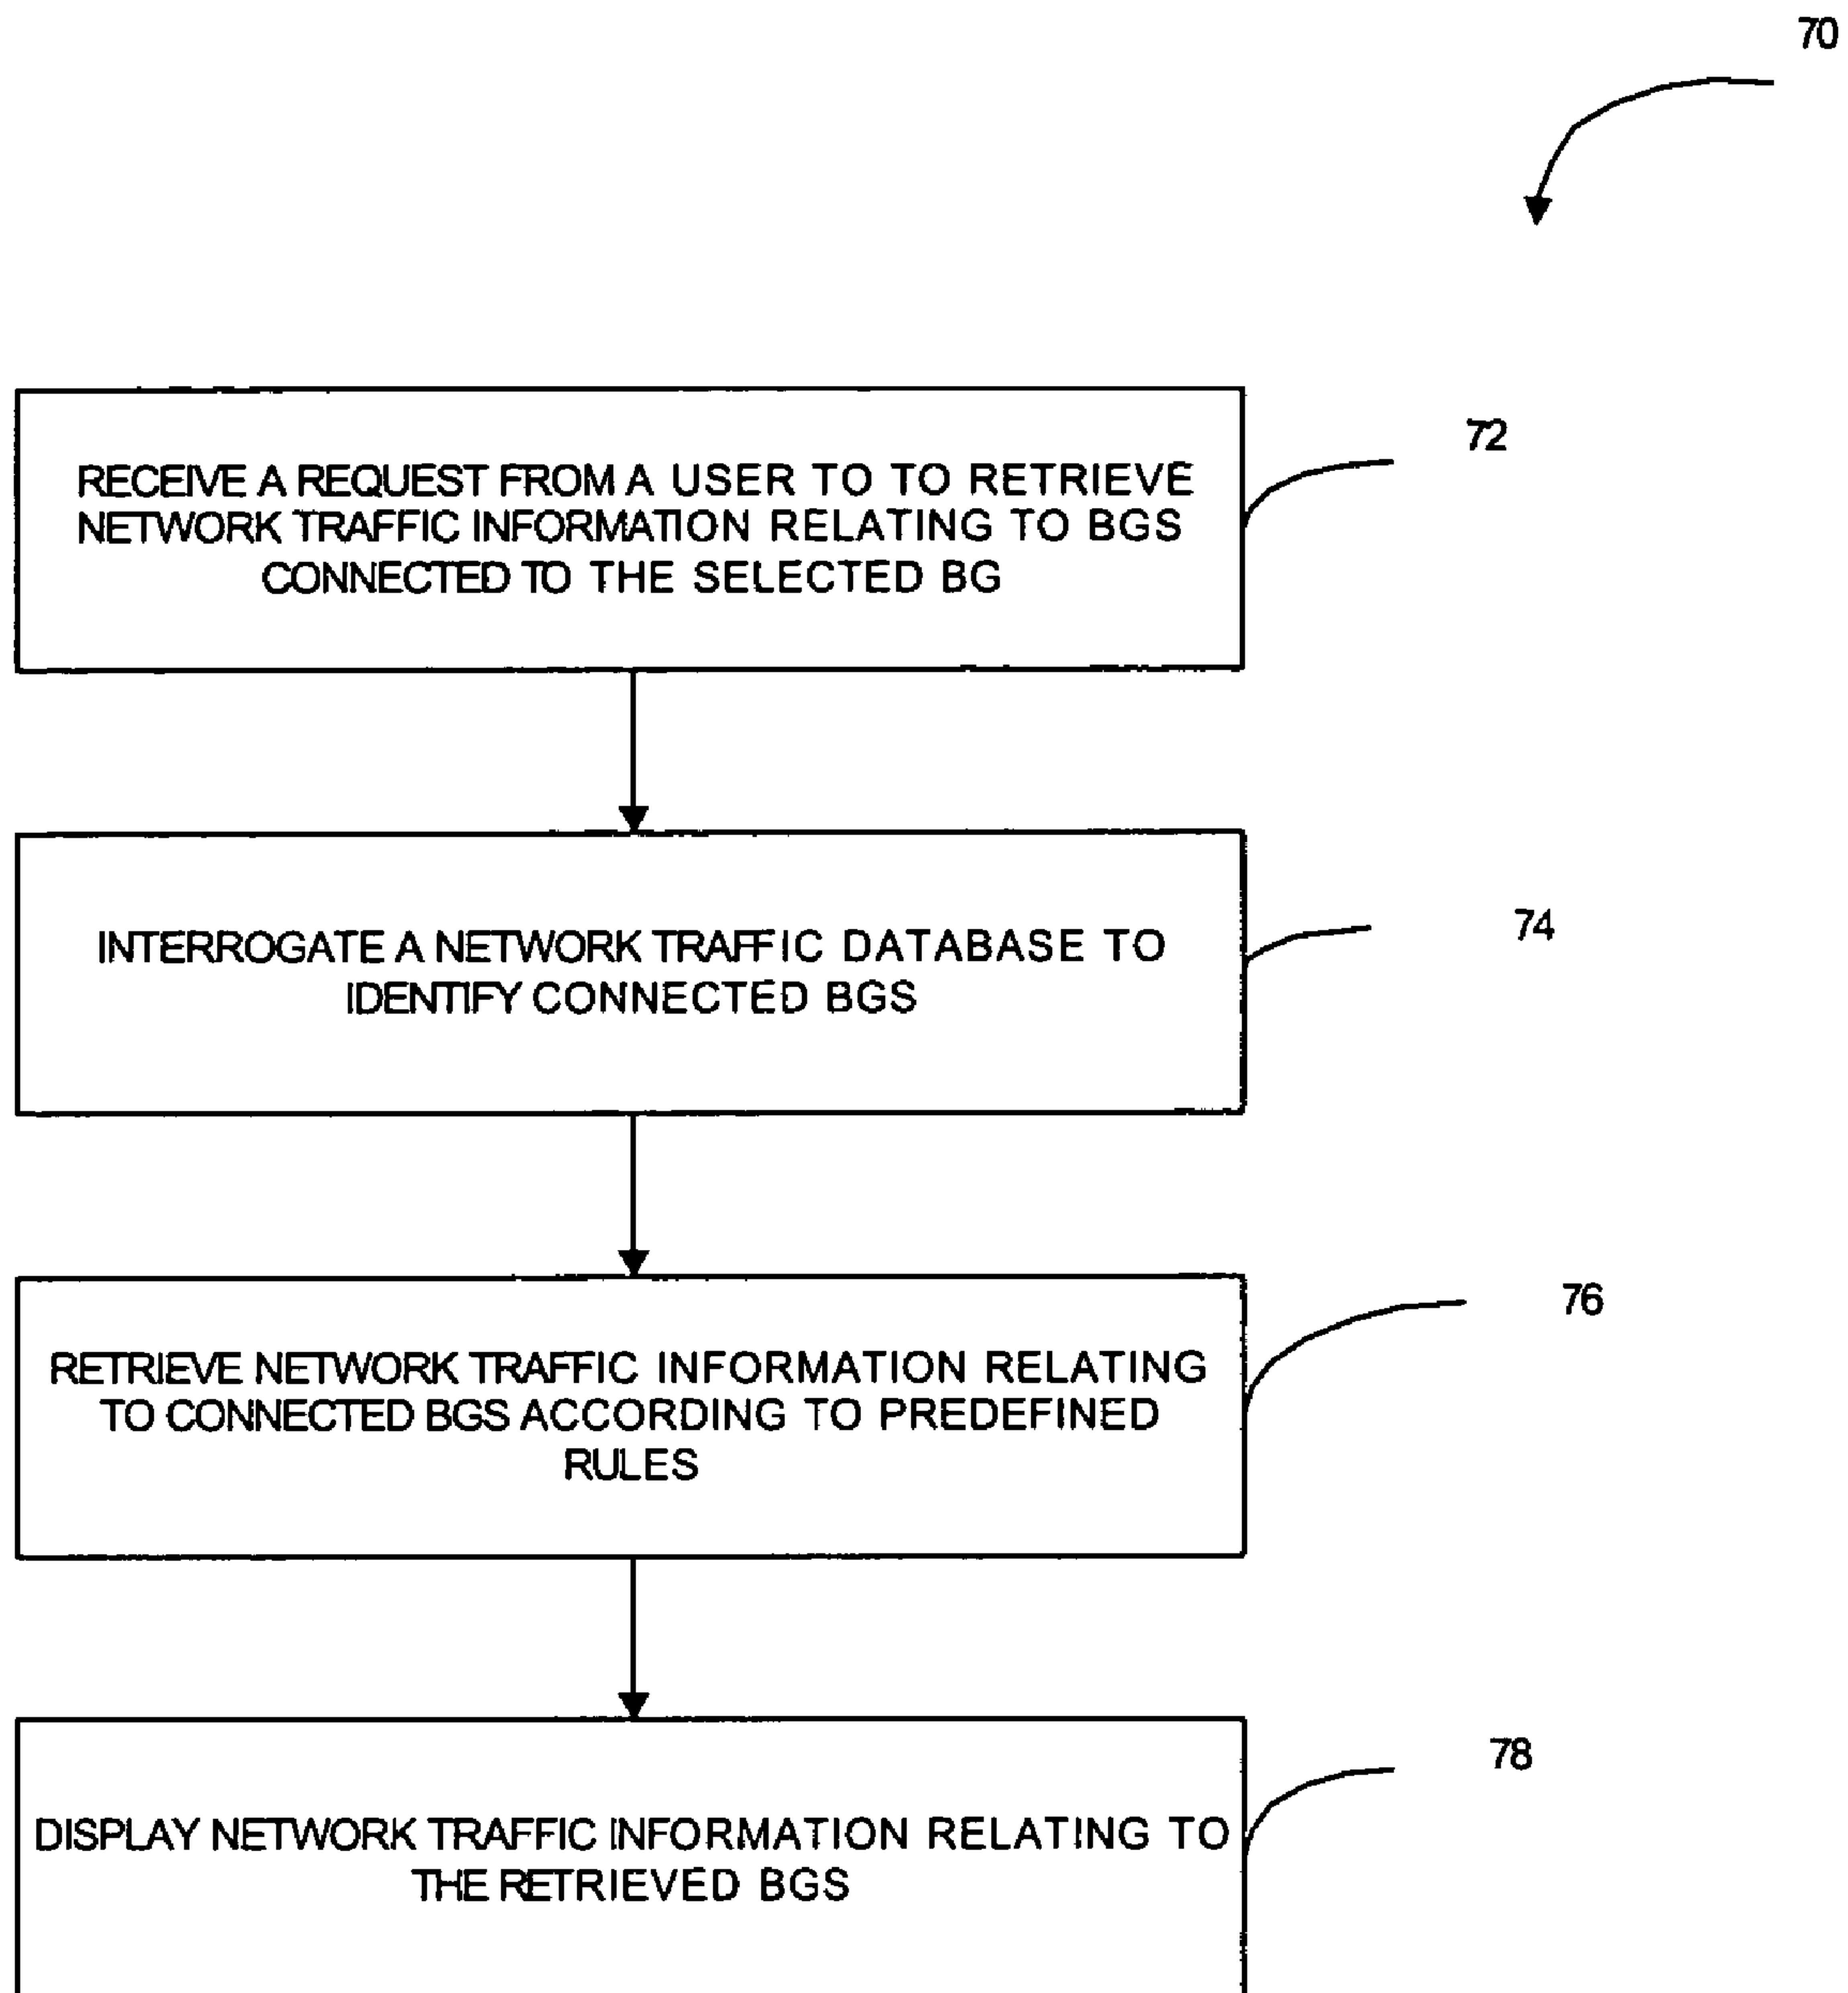 70
72
RECEIVE A REQUEST FROM A USER TO TO RETRIEVE
NETWORK TRAFFIC INFORMATION RELATING TO BGS
CONNECTED TO THE SELECTED BG
74
INTERROGATE A NETWORK TRAFFIC DATABASE TO
IDENTIFY CONNECTED BGS
76
RETRIEVE NETWORK TRAFFIC INFORMATION RELATING
TO CONNECTED BGS ACCORDING TO PREDEFINED
RULES
78
DISPLAY NETWORK TRAFFIC INFORMATION RELATING TO
THE RETRIEVED BGS